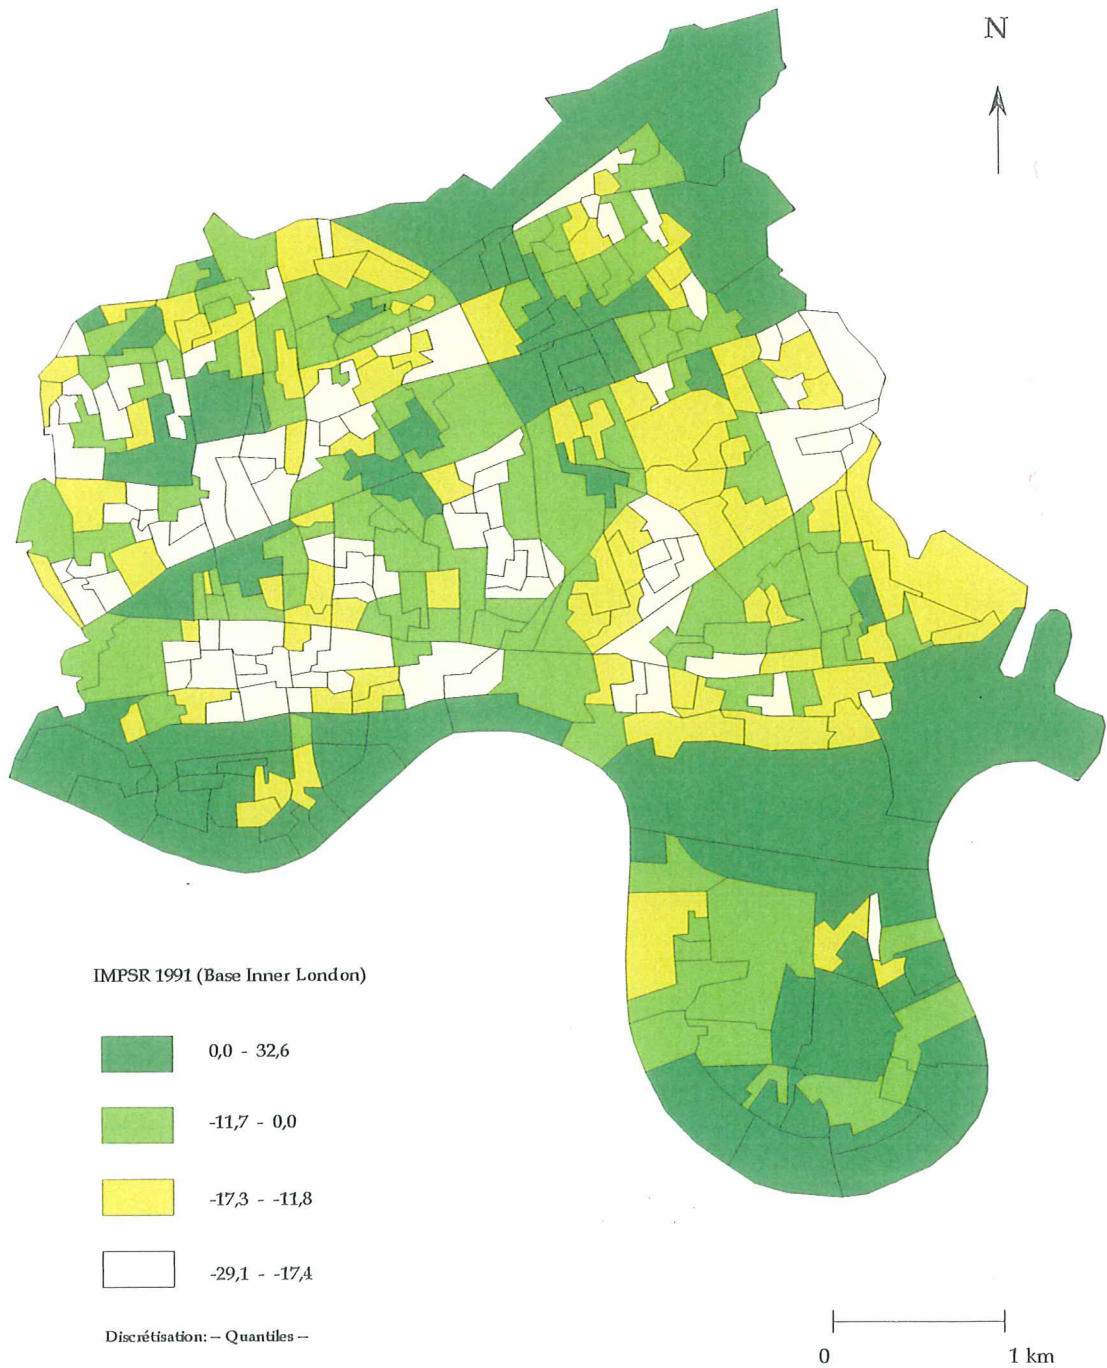 N
IMPSR 1991 (Base Inner London)
0,0 - 32,6
-11,7 - 0,0
-17,3 - -11,8
-29,1 - -17,4
Discrétisation: -- Quantiles --
0 1 km